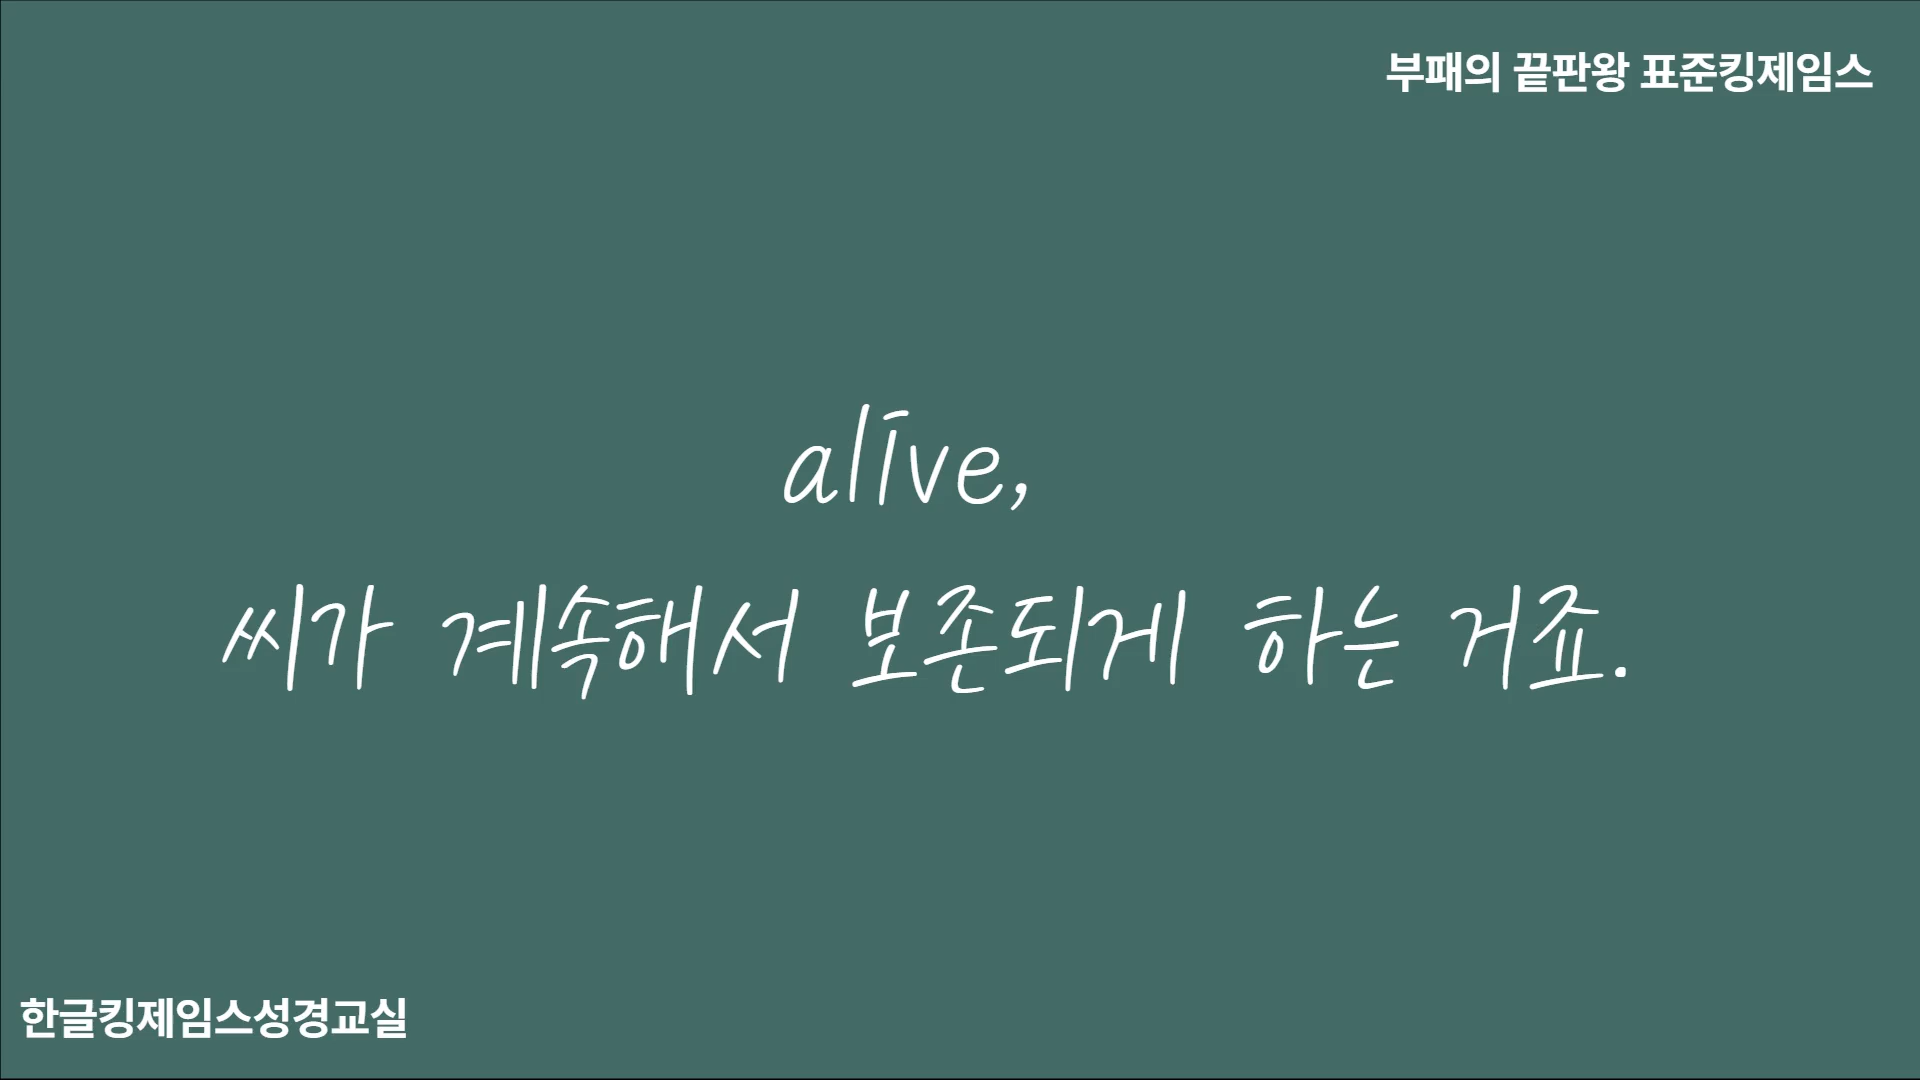 부패의 끝판왕 표준킹제임스
alive,
씨가 계속해서 보존되게 하는 거죠.
한글킹제임스성경교실